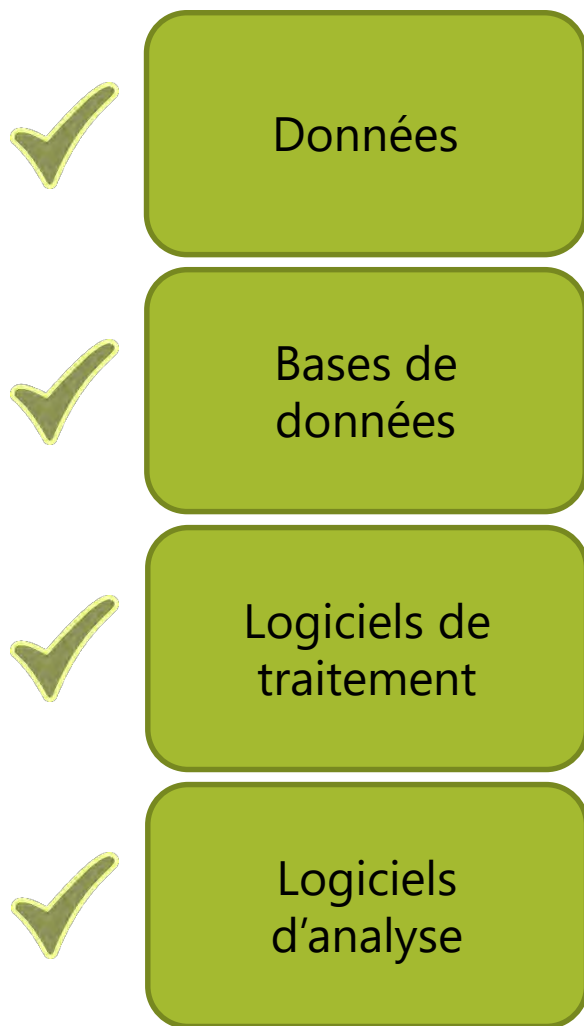 Données
Bases de
données
Logiciels de
traitement
Logiciels
d’analyse